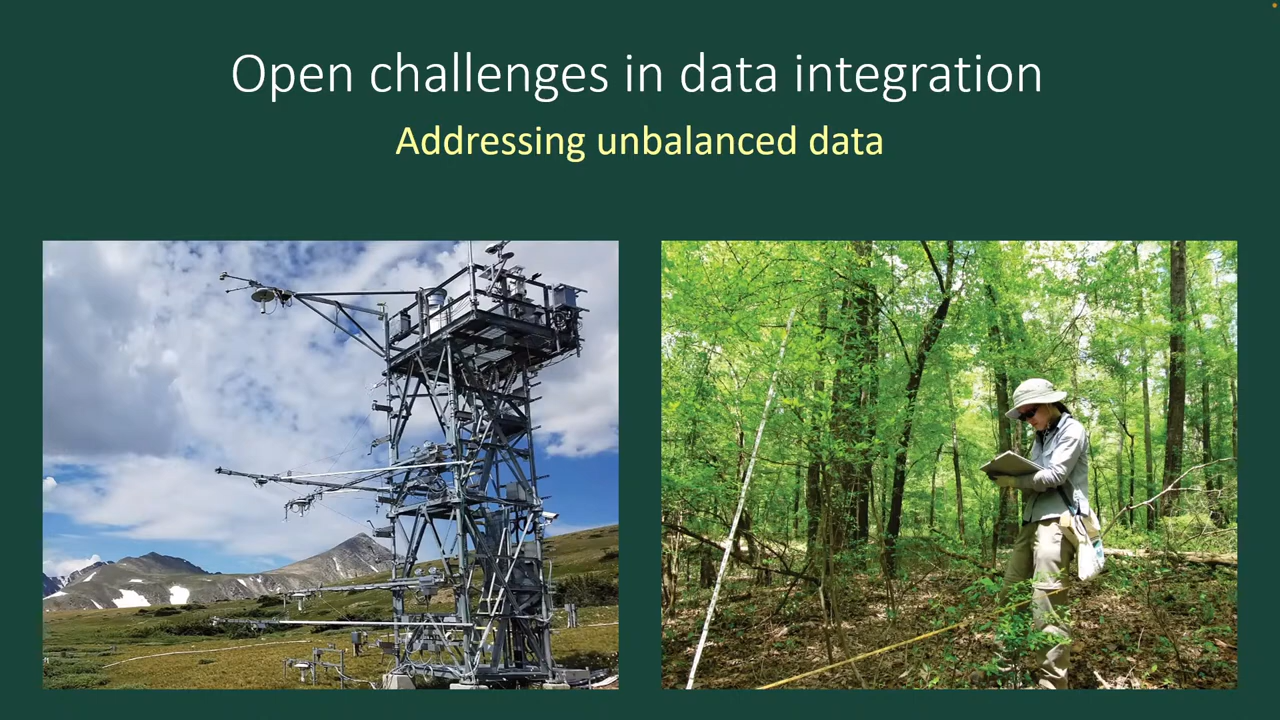 Open challenges in data integration
Addressing unbalanced data